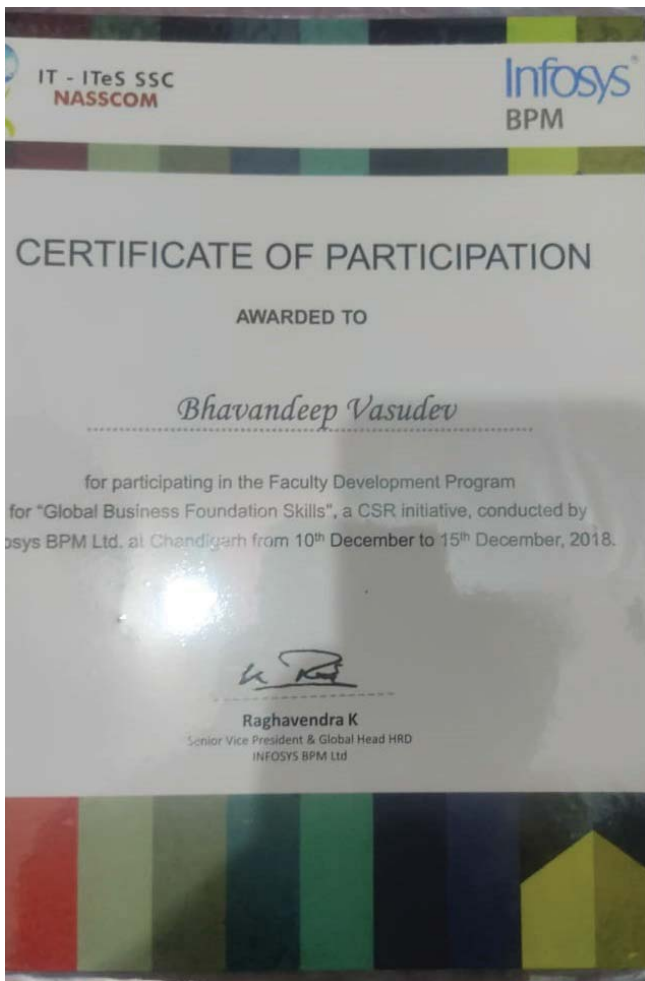 IT - ITeS SSC
NASSCOM
Infosys®
BPM
CERTIFICATE OF PARTICIPATION
AWARDED TO
Bhavandeep Vasudev
for participating in the Faculty Development Program
for “Global Business Foundation Skills”, a CSR initiative, conducted by
osys BPM Ltd. at Chandigarh from 10th December to 15th December, 2018.
Raghavendra K
Senior Vice President & Global Head HRD
INFOSYS BPM Ltd